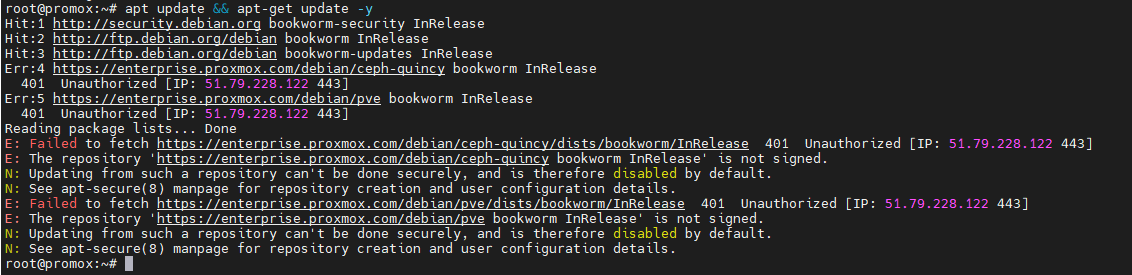 root@promox:~# apt update && apt-get update -y
Hit:1 http://security.debian.org bookworm-security InRelease
Hit:2 http://ftp.debian.org/debian bookworm InRelease
Hit:3 http://ftp.debian.org/debian bookworm-updates InRelease
Err:4 https://enterprise.proxmox.com/debian/ceph-quincy bookworm InRelease
  401  Unauthorized [IP: 51.79.228.122 443]
Err:5 https://enterprise.proxmox.com/debian/pve bookworm InRelease
  401  Unauthorized [IP: 51.79.228.122 443]
Reading package lists... Done
E: Failed to fetch https://enterprise.proxmox.com/debian/ceph-quincy/dists/bookworm/InRelease  401  Unauthorized [IP: 51.79.228.122 443]
E: The repository 'https://enterprise.proxmox.com/debian/ceph-quincy bookworm InRelease' is not signed.
N: Updating from such a repository can't be done securely, and is therefore disabled by default.
N: See apt-secure(8) manpage for repository creation and user configuration details.
E: Failed to fetch https://enterprise.proxmox.com/debian/pve/dists/bookworm/InRelease  401  Unauthorized [IP: 51.79.228.122 443]
E: The repository 'https://enterprise.proxmox.com/debian/pve bookworm InRelease' is not signed.
N: Updating from such a repository can't be done securely, and is therefore disabled by default.
N: See apt-secure(8) manpage for repository creation and user configuration details.
root@promox:~#